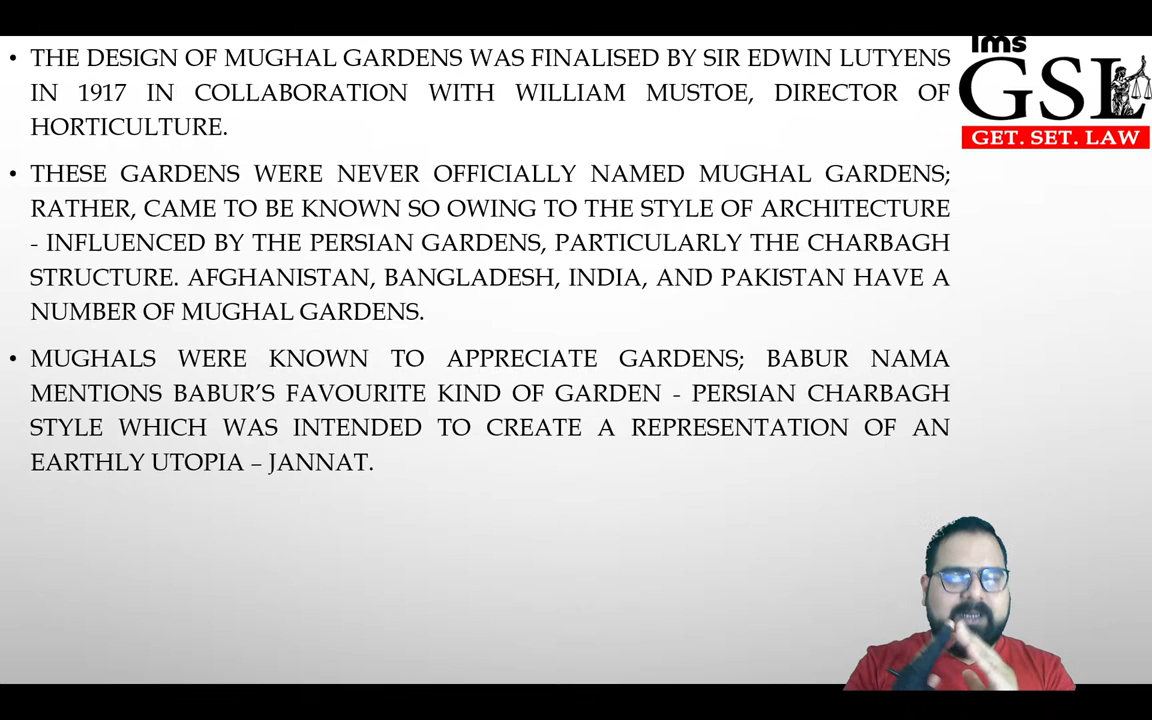 • THE DESIGN OF MUGHAL GARDENS WAS FINALISED BY SIR EDWIN LUTYENS
IN 1917 IN COLLABORATION WITH WILLIAM MUSTOE, DIRECTOR OF
HORTICULTURE.
• THESE GARDENS WERE NEVER OFFICIALLY NAMED MUGHAL GARDENS;
RATHER, CAME TO BE KNOWN SO OWING TO THE STYLE OF ARCHITECTURE
- INFLUENCED BY THE PERSIAN GARDENS, PARTICULARLY THE CHARBAGH
STRUCTURE. AFGHANISTAN, BANGLADESH, INDIA, AND PAKISTAN HAVE A
NUMBER OF MUGHAL GARDENS.
• MUGHALS WERE KNOWN TO APPRECIATE GARDENS; BABUR NAMA
MENTIONS BABUR’S FAVOURITE KIND OF GARDEN - PERSIAN CHARBAGH
STYLE WHICH WAS INTENDED TO CREATE A REPRESENTATION OF AN
EARTHLY UTOPIA – JANNAT.
ims
GSL
GET. SET. LAW